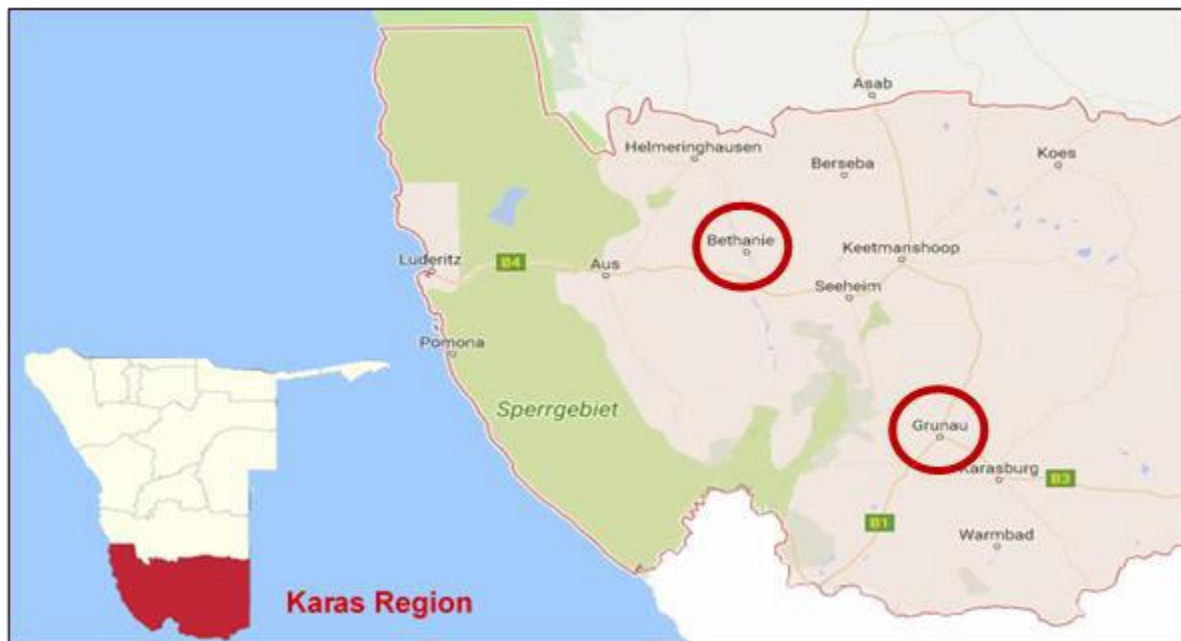 Asab
Helmeringhausen
Berseba
Koes
Bethanie
Keetmanshoop
Luderitz
B4
Aus
Seeheim
Pomona
Sperrgebiet
Grunau
Karasburg
B3
B1
Warmbad
Karas Region